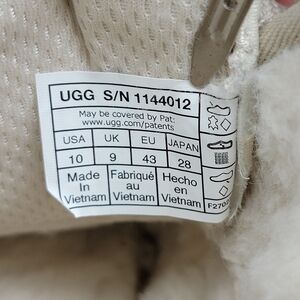 UGG S/N 1144012
May be covered by Pat:
www.ugg.com/patents
USA UK EU JAPAN
10 9 43 28
Made Fabriqué Hecho
In au en
Vietnam Vietnam Vietnam